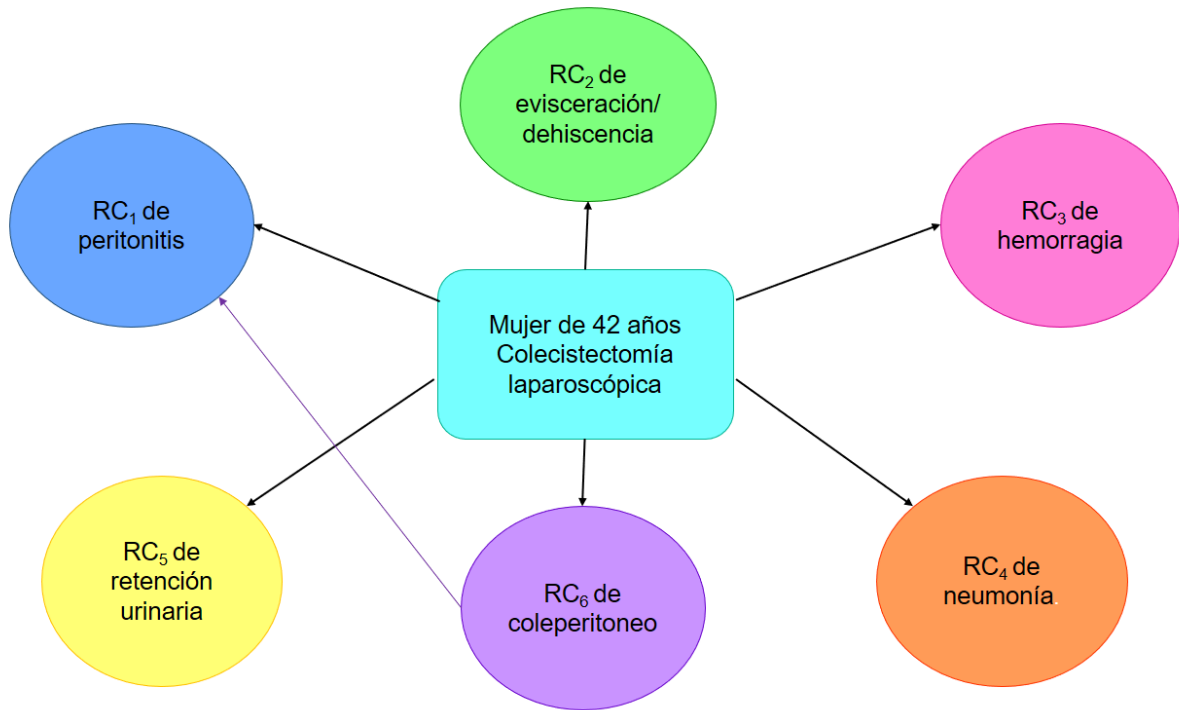 RC₂ de
evisceración/
dehiscencia
RC₁ de
peritonitis
RC₃ de
hemorragia
Mujer de 42 años
Colecistectomía
laparoscópica
RC₅ de
retención
urinaria
RC₆ de
coleperitoneo
RC₄ de
neumonía.